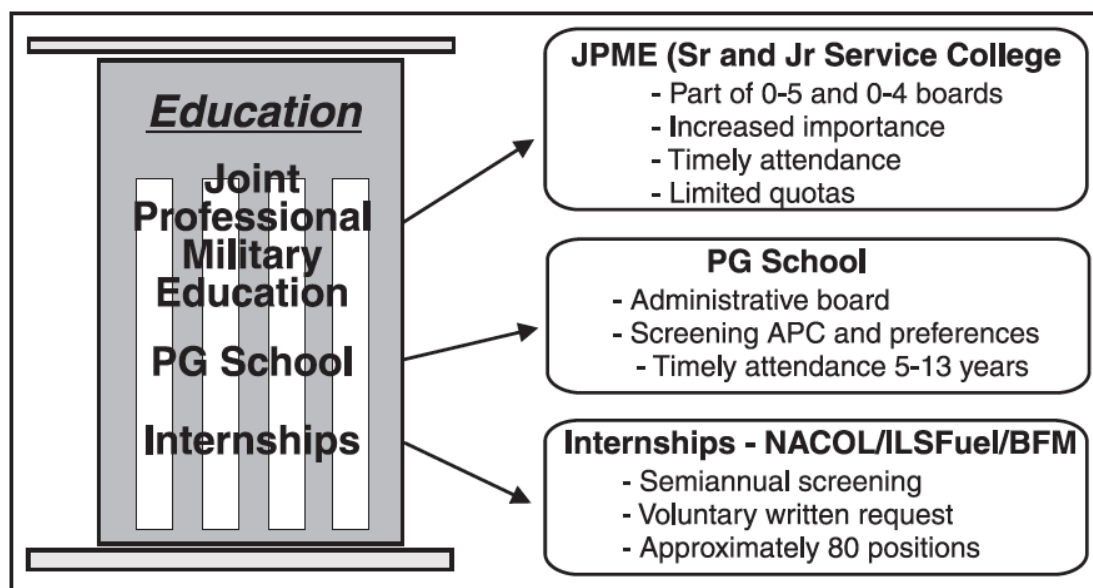 Education
Joint
Professional
Military
Education
PG School
Internships
JPME (Sr and Jr Service College
- Part of 0-5 and 0-4 boards
- Increased importance
- Timely attendance
- Limited quotas
PG School
- Administrative board
- Screening APC and preferences
- Timely attendance 5-13 years
Internships - NACOL/ILSFuel/BFM
- Semiannual screening
- Voluntary written request
- Approximately 80 positions